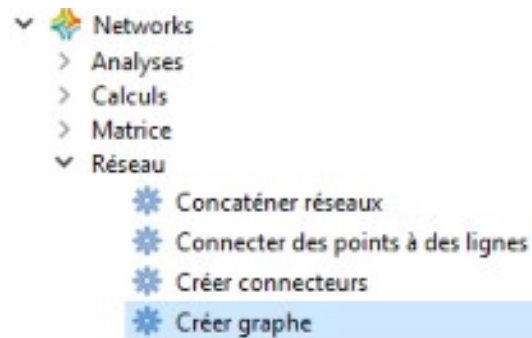 Networks
Analyses
Calculs
Matrice
Réseau
Concaténer réseaux
Connecter des points à des lignes
Créer connecteurs
Créer graphe